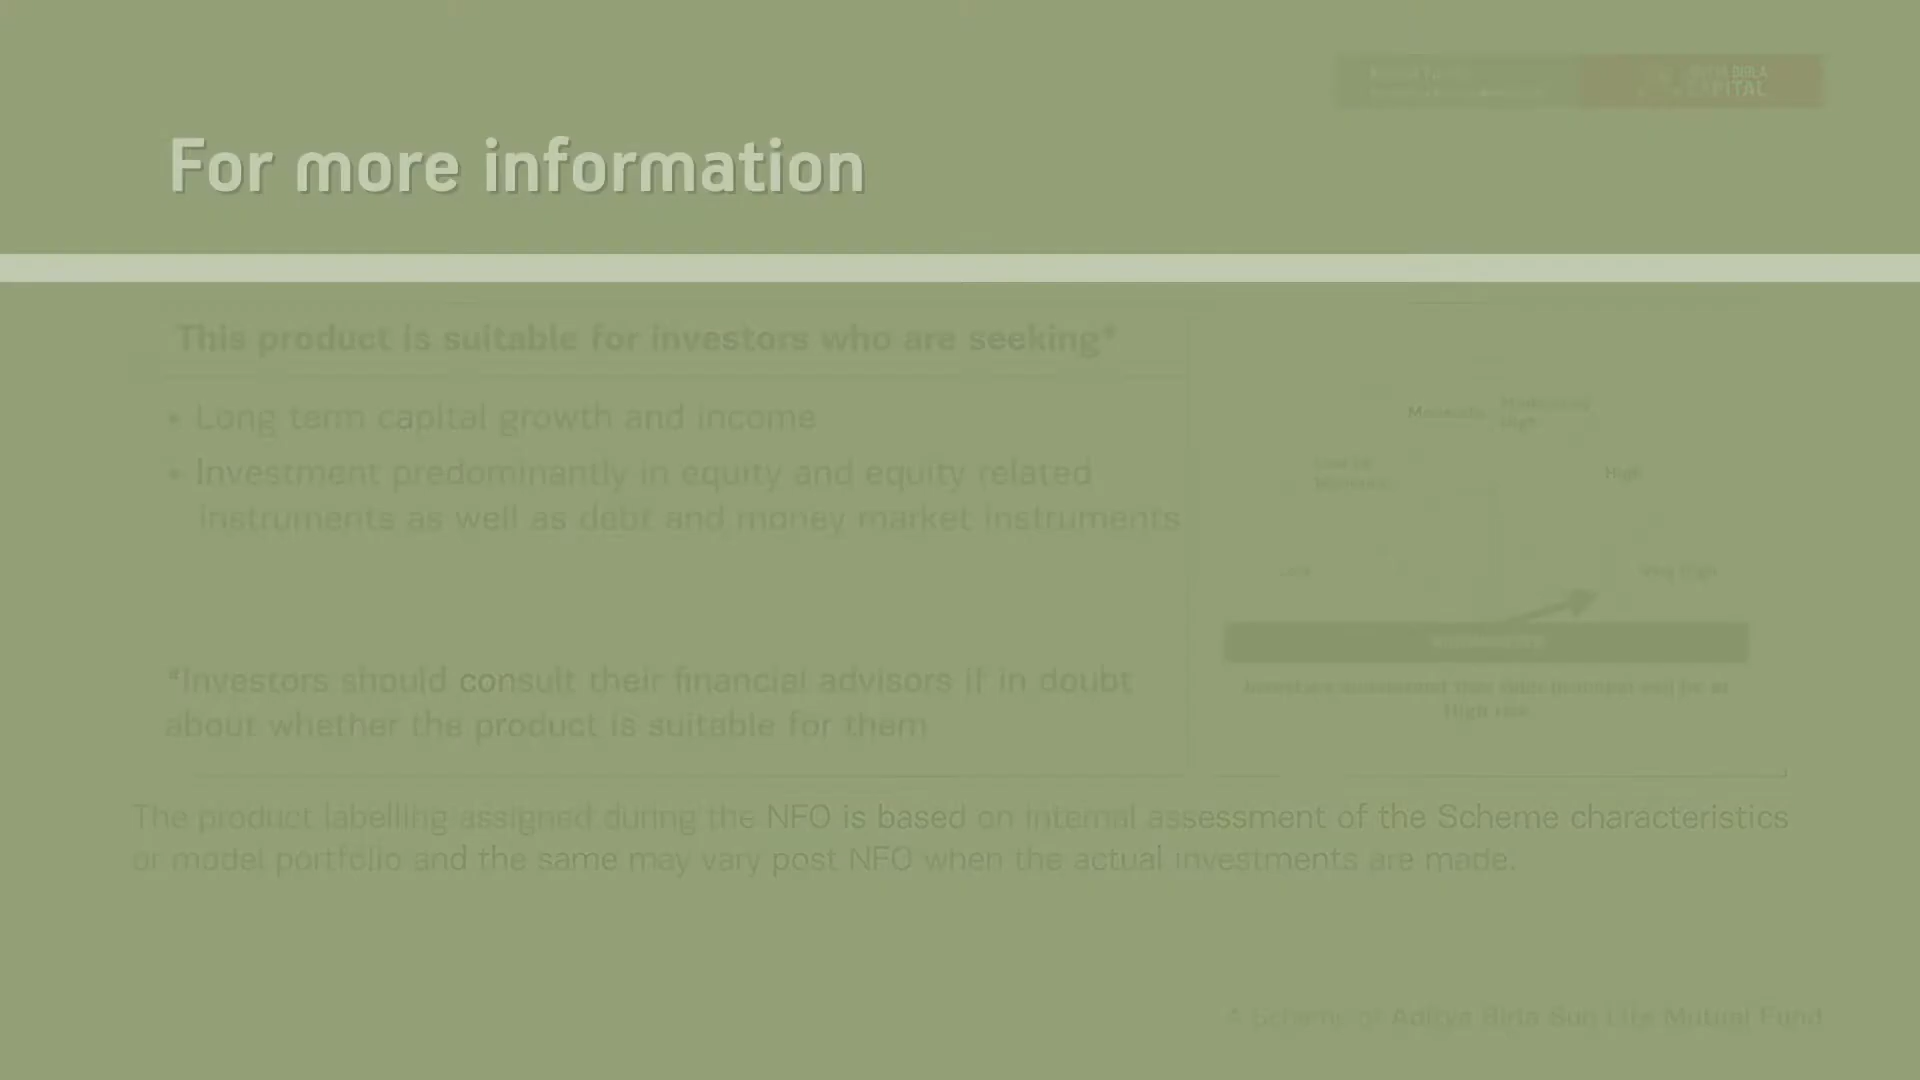 BIRLA
CAPITAL
For more information
This product is suitable for investors who are seeking*
• Long term capital growth and income
• Investment predominantly in equity and equity related
instruments as well as debt and money market instruments
Moderate
High
High
Low
Very High
*Investors should consult their financial advisors if in doubt
about whether the product is suitable for them
High risk
The product labelling assigned during the NFO is based on internal assessment of the Scheme characteristics
or model portfolio and the same may vary post NFO when the actual investments are made.
A Scheme of Aditya Birla Sun Life Mutual Fund